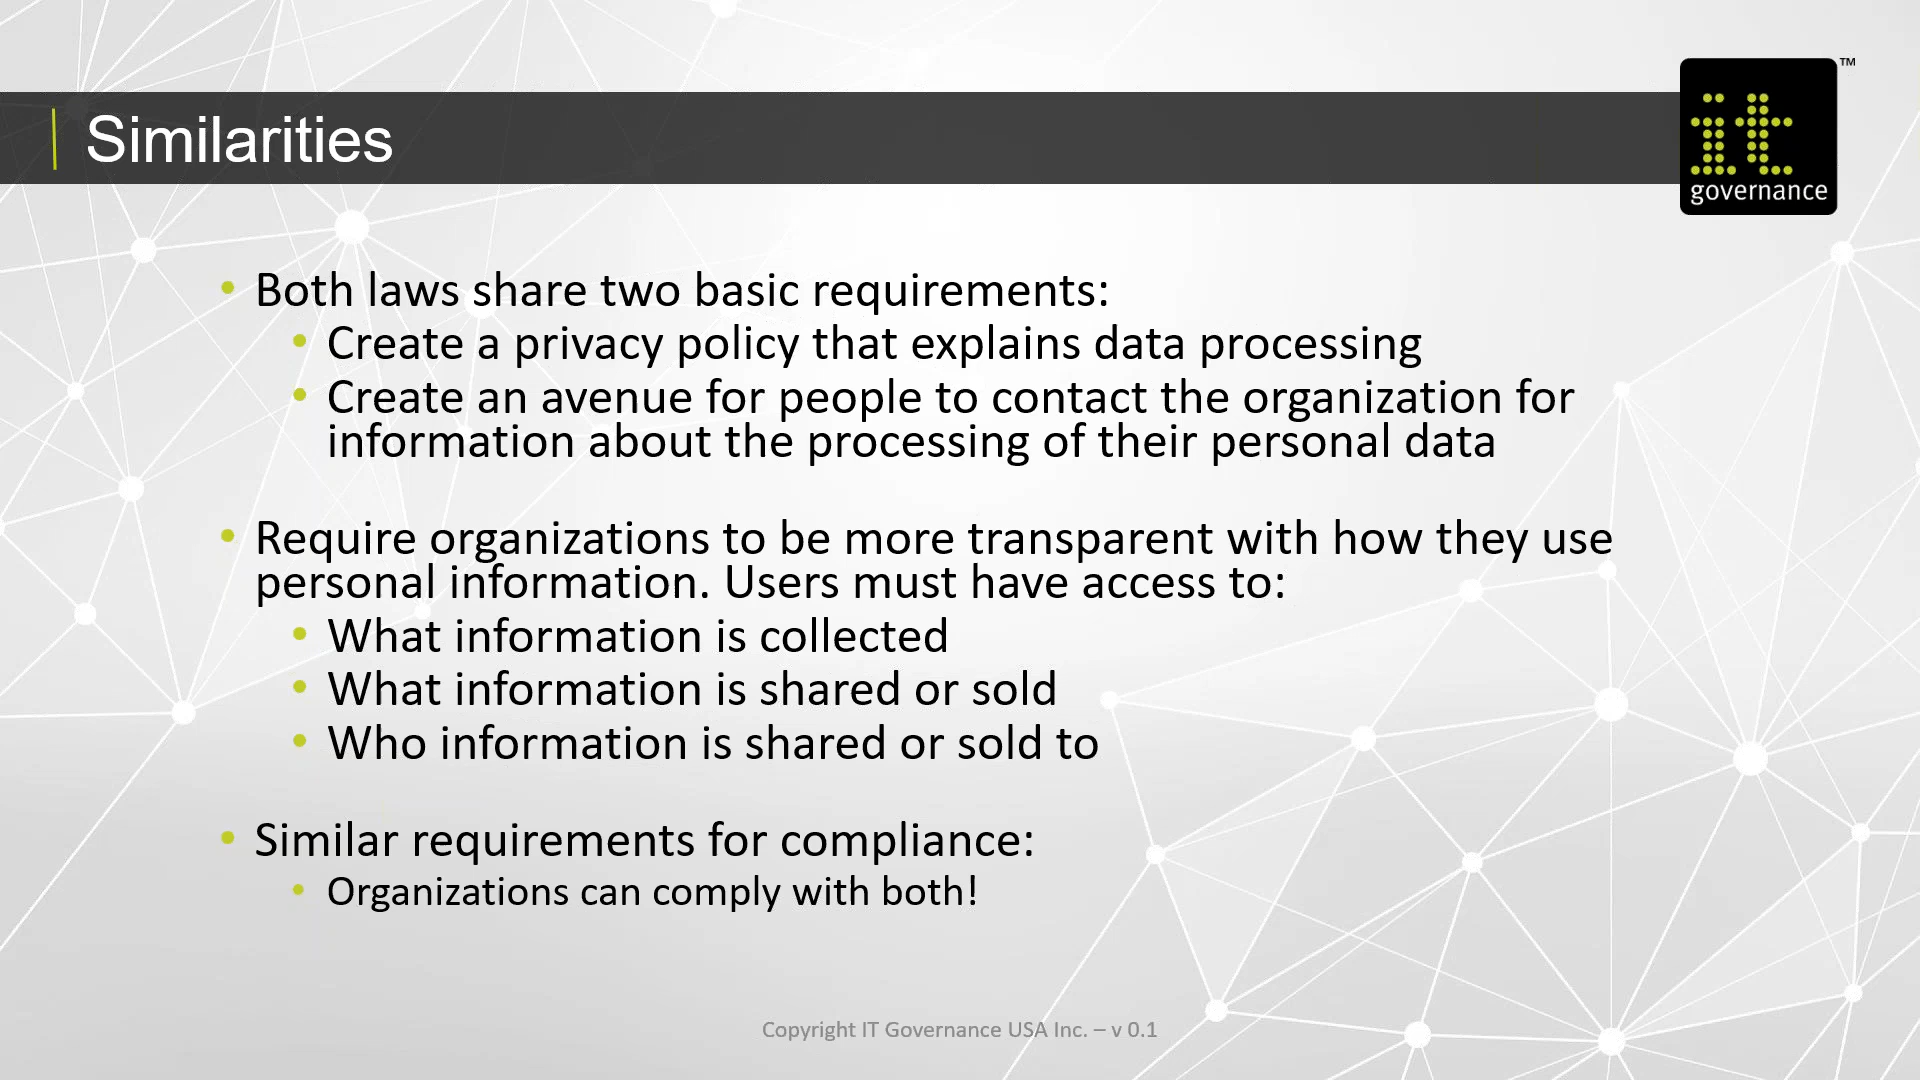 Similarities
it
governance
™
• Both laws share two basic requirements:
• Create a privacy policy that explains data processing
• Create an avenue for people to contact the organization for
information about the processing of their personal data
• Require organizations to be more transparent with how they use
personal information. Users must have access to:
• What information is collected
• What information is shared or sold
• Who information is shared or sold to
• Similar requirements for compliance:
• Organizations can comply with both!
Copyright IT Governance USA Inc. – v 0.1